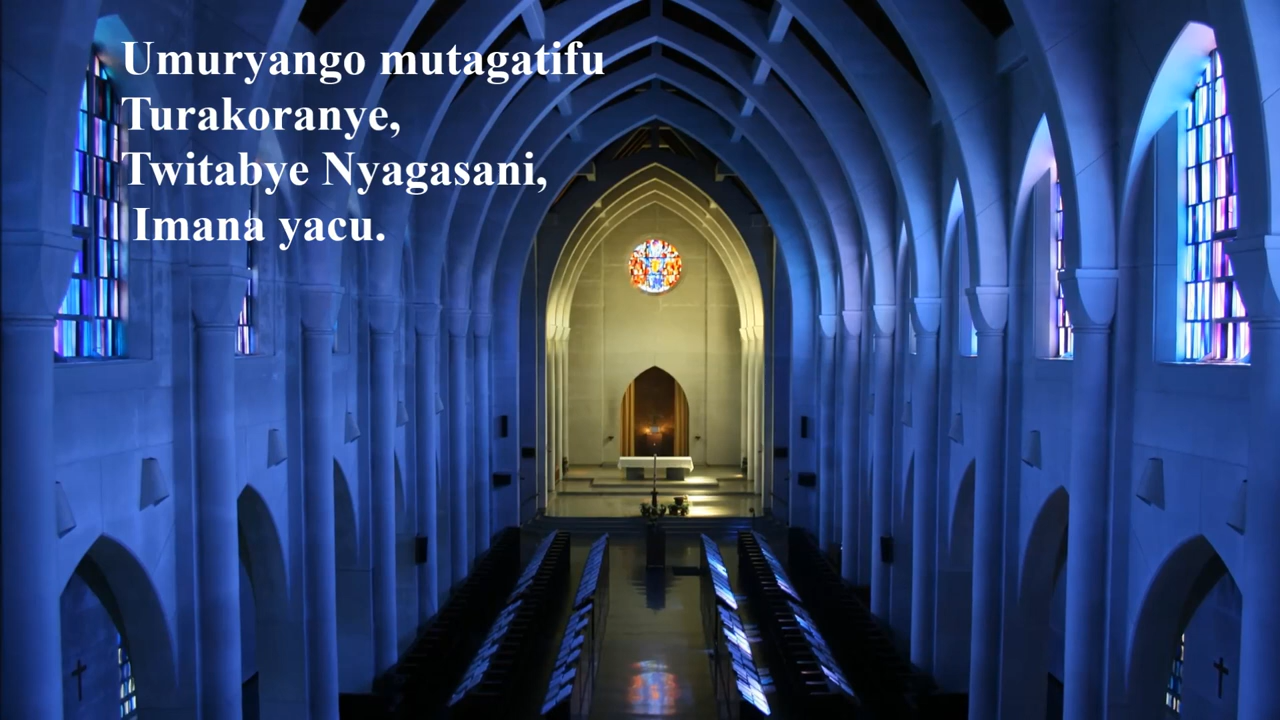 Umuryango mutagatifu
Turakoranye,
Twitabye Nyagasani,
Imana yacu.